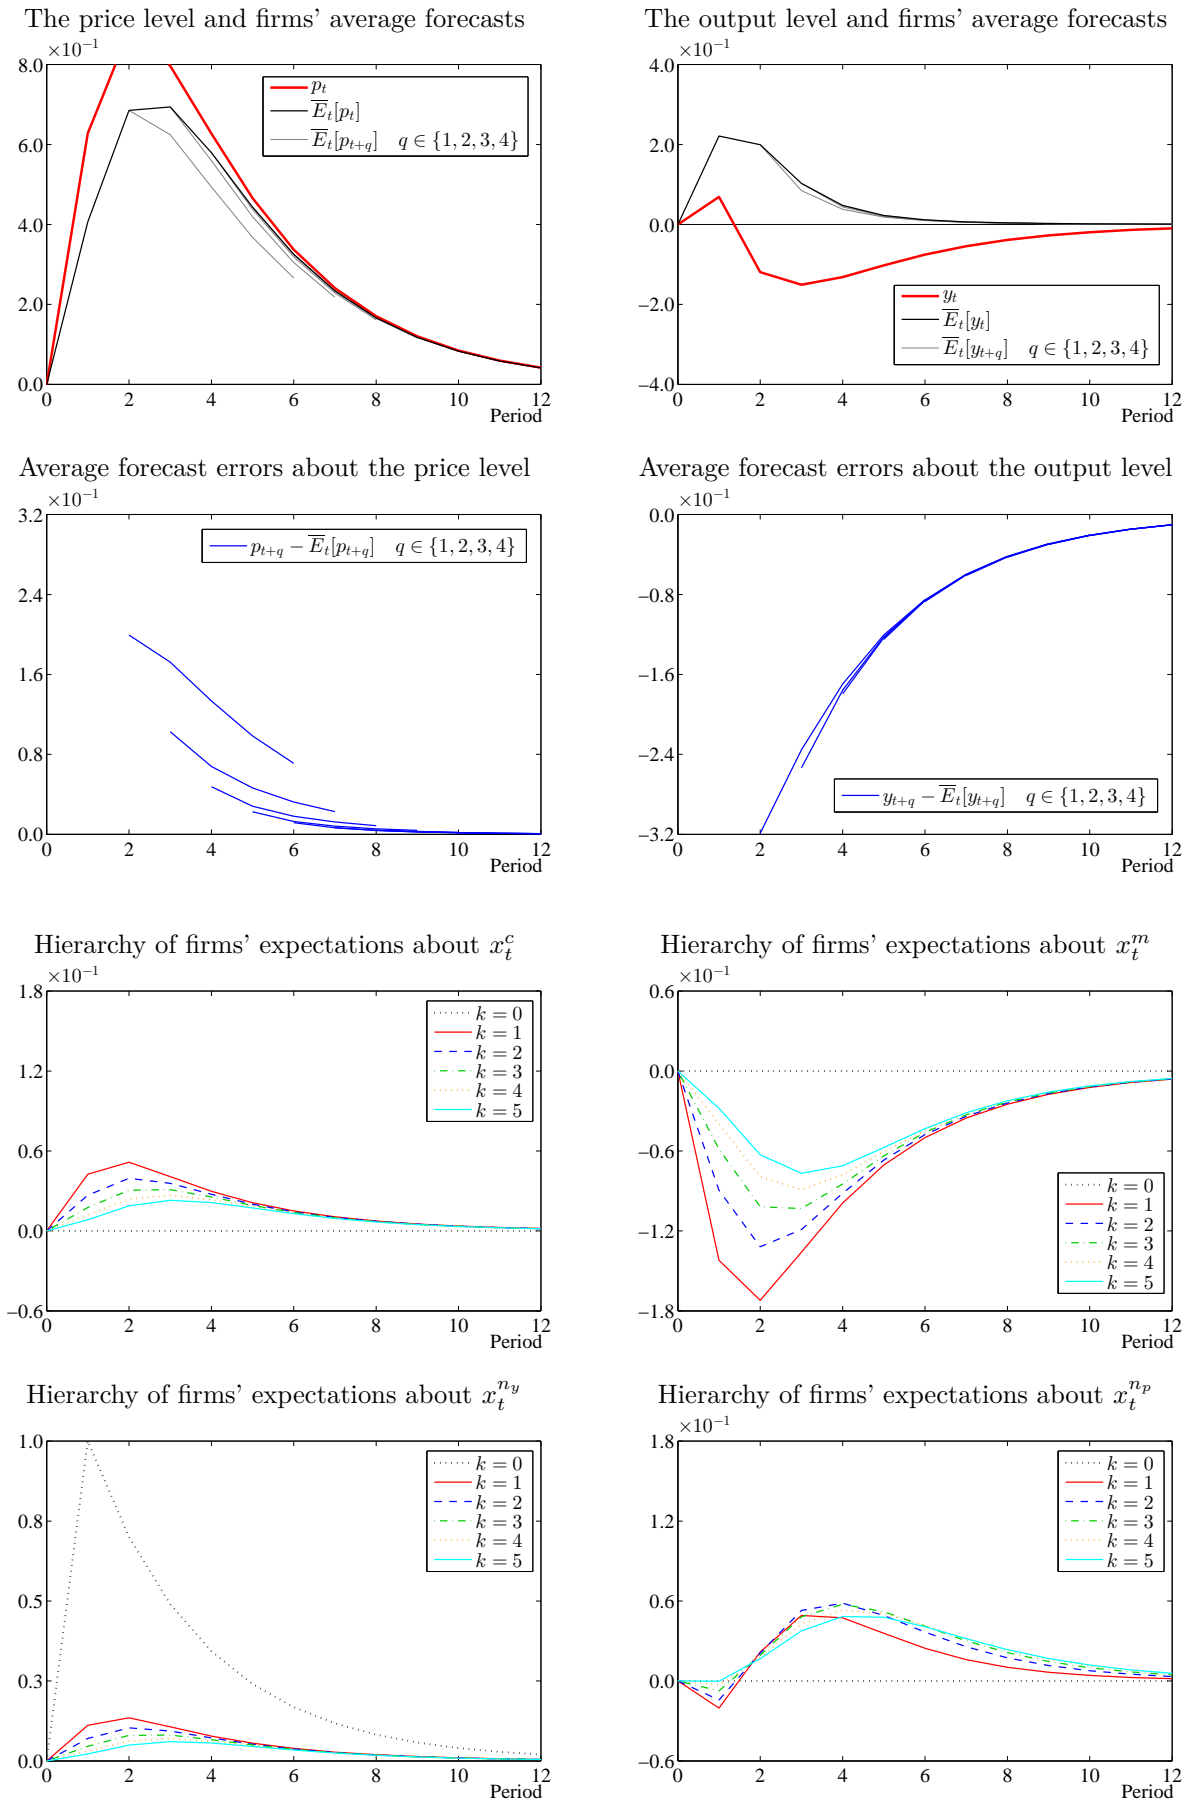 The price level and firms' average forecasts
×10⁻¹
8.0
6.0
4.0
2.0
0.0
p_t
E̅_t[p_t]
E̅_t[p_{t+q}] q ∈ {1, 2, 3, 4}
0 2 4 6 8 10 12
Period
The output level and firms' average forecasts
×10⁻¹
4.0
2.0
0.0
−2.0
−4.0
y_t
E̅_t[y_t]
E̅_t[y_{t+q}] q ∈ {1, 2, 3, 4}
0 2 4 6 8 10 12
Period
Average forecast errors about the price level
×10⁻¹
3.2
2.4
1.6
0.8
0.0
p_{t+q} − E̅_t[p_{t+q}] q ∈ {1, 2, 3, 4}
0 2 4 6 8 10 12
Period
Average forecast errors about the output level
×10⁻¹
0.0
−0.8
−1.6
−2.4
−3.2
y_{t+q} − E̅_t[y_{t+q}] q ∈ {1, 2, 3, 4}
0 2 4 6 8 10 12
Period
Hierarchy of firms' expectations about x_t^c
×10⁻¹
1.8
1.2
0.6
0.0
−0.6
k = 0
k = 1
k = 2
k = 3
k = 4
k = 5
0 2 4 6 8 10 12
Period
Hierarchy of firms' expectations about x_t^m
×10⁻¹
0.6
0.0
−0.6
−1.2
−1.8
k = 0
k = 1
k = 2
k = 3
k = 4
k = 5
0 2 4 6 8 10 12
Period
Hierarchy of firms' expectations about x_t^{n_y}
1.0
0.8
0.5
0.3
0.0
k = 0
k = 1
k = 2
k = 3
k = 4
k = 5
0 2 4 6 8 10 12
Period
Hierarchy of firms' expectations about x_t^{n_p}
×10⁻¹
1.8
1.2
0.6
0.0
−0.6
k = 0
k = 1
k = 2
k = 3
k = 4
k = 5
0 2 4 6 8 10 12
Period